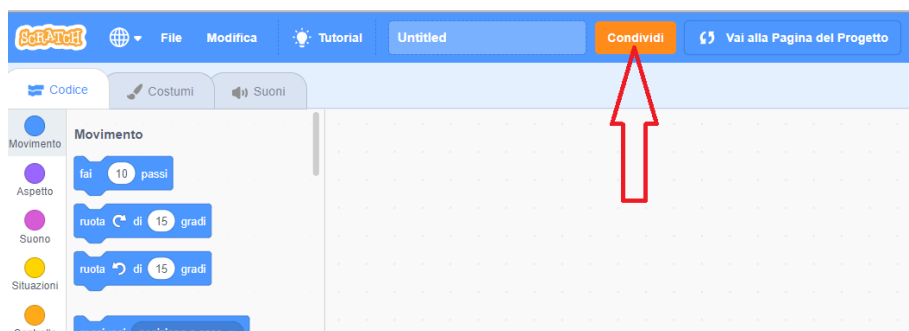 SCRATCH File Modifica Tutorial Untitled Condividi Vai alla Pagina del Progetto
Codice Costumi Suoni
Movimento
Movimento
fai 10 passi
Aspetto
ruota di 15 gradi
Suono
ruota di 15 gradi
Situazioni